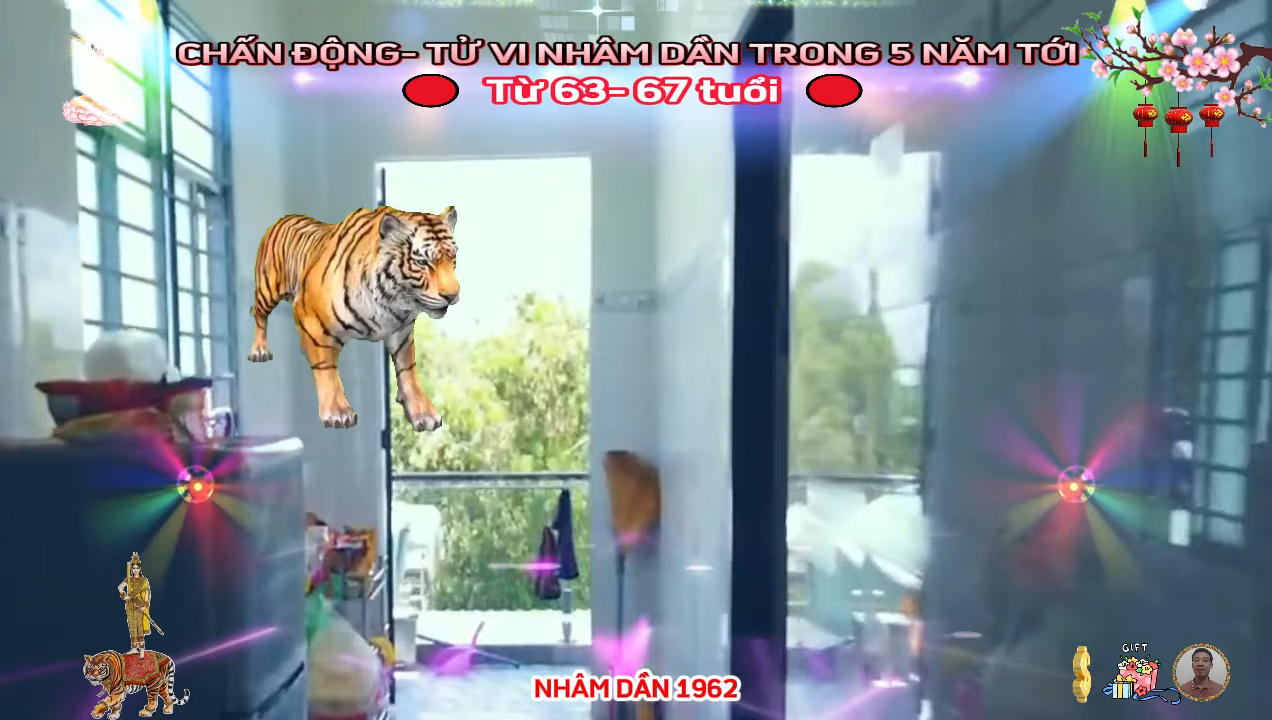 CHẤN ĐỘNG- TỬ VI NHÂM DẦN TRONG 5 NĂM TỚI
Từ 63- 67 tuổi
GIFT
NHÂM DẦN 1962